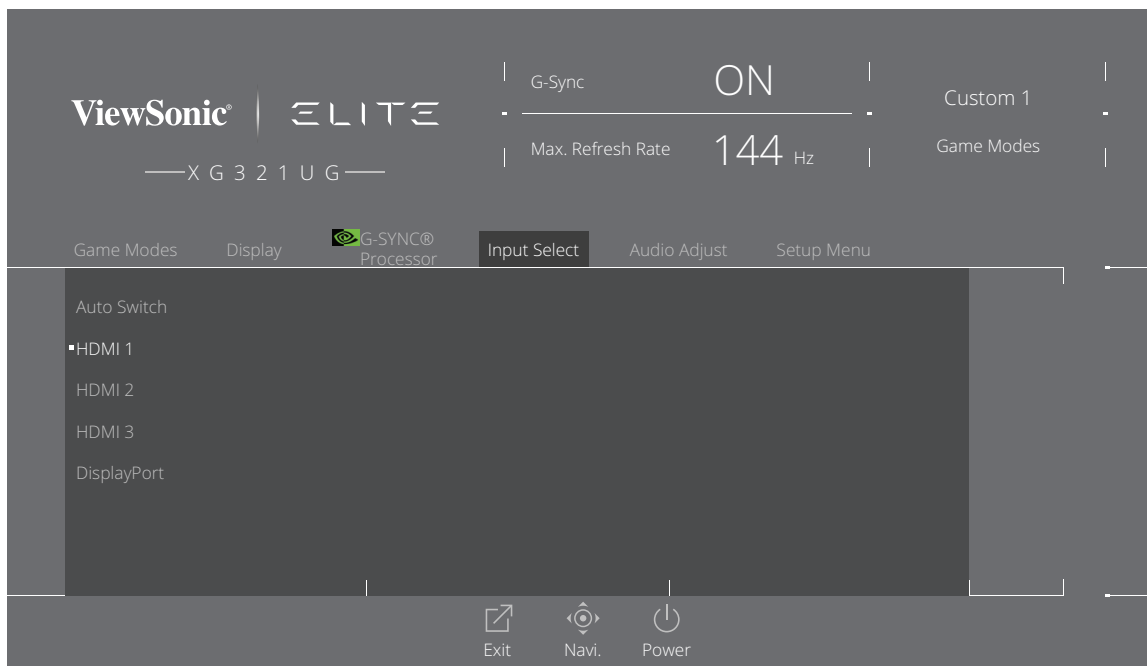 ViewSonic® ELITE
XG321UG
G-Sync ON
Max. Refresh Rate 144 Hz
Custom 1
Game Modes
Game Modes Display G-SYNC® Processor Input Select Audio Adjust Setup Menu
Auto Switch
HDMI 1
HDMI 2
HDMI 3
DisplayPort
Exit Navi. Power